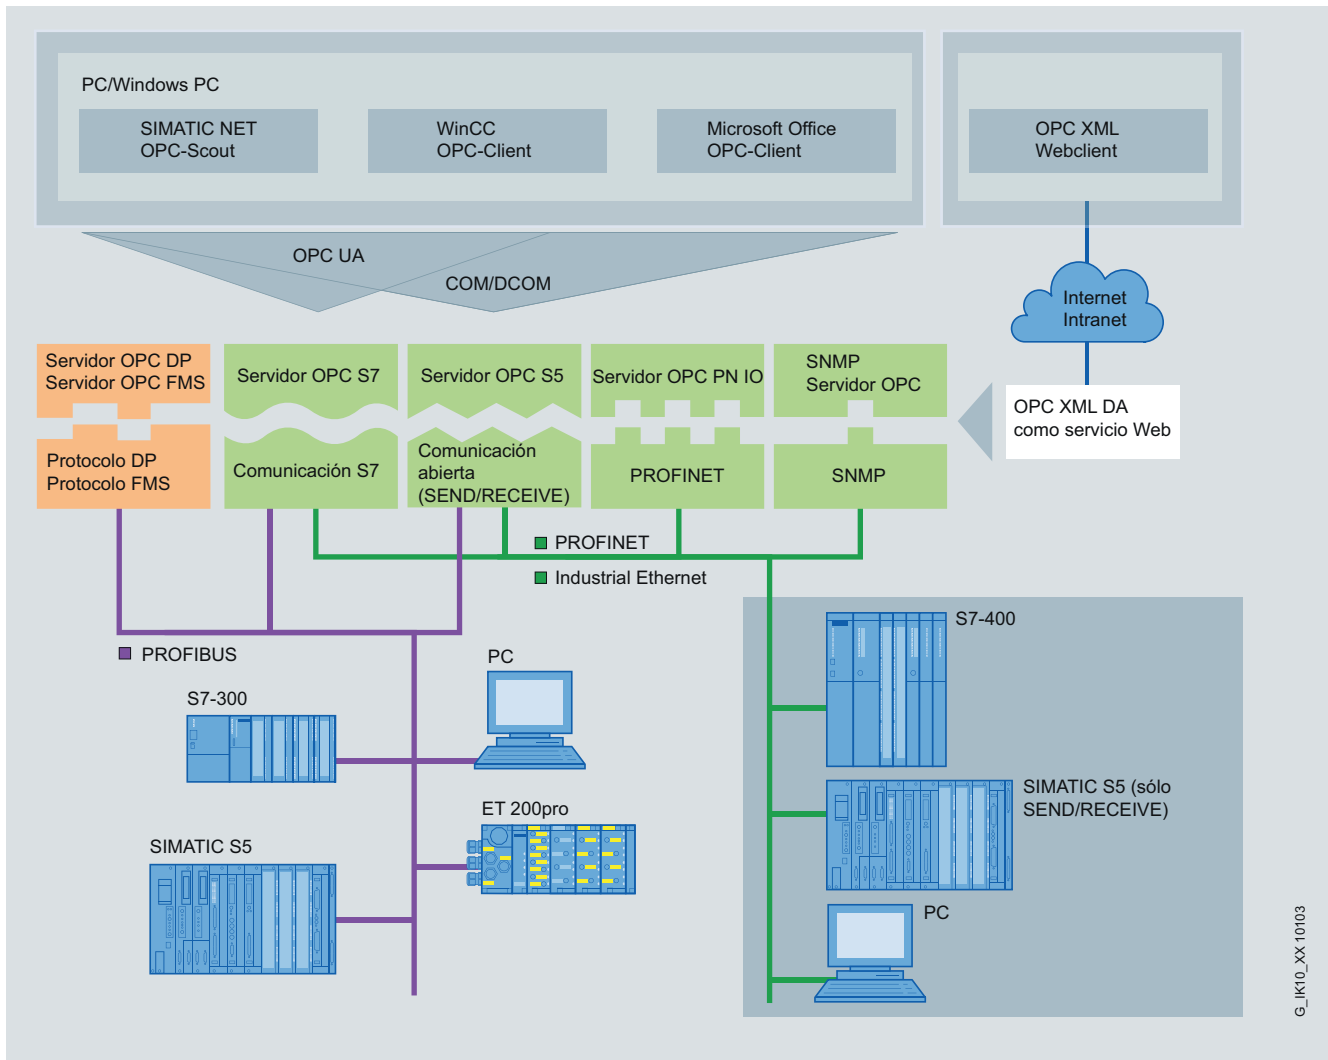 PC/Windows PC
SIMATIC NET
OPC-Scout
WinCC
OPC-Client
Microsoft Office
OPC-Client
OPC XML
Webclient
OPC UA
COM/DCOM
Internet
Intranet
Servidor OPC DP
Servidor OPC FMS
Servidor OPC S7
Servidor OPC S5
Servidor OPC PN IO
SNMP
Servidor OPC
OPC XML DA
como servicio Web
Protocolo DP
Protocolo FMS
Comunicación S7
Comunicación
abierta
(SEND/RECEIVE)
PROFINET
SNMP
PROFINET
Industrial Ethernet
PROFIBUS
S7-300
PC
ET 200pro
SIMATIC S5
S7-400
SIMATIC S5 (sólo
SEND/RECEIVE)
PC
G_IK10_XX 10103